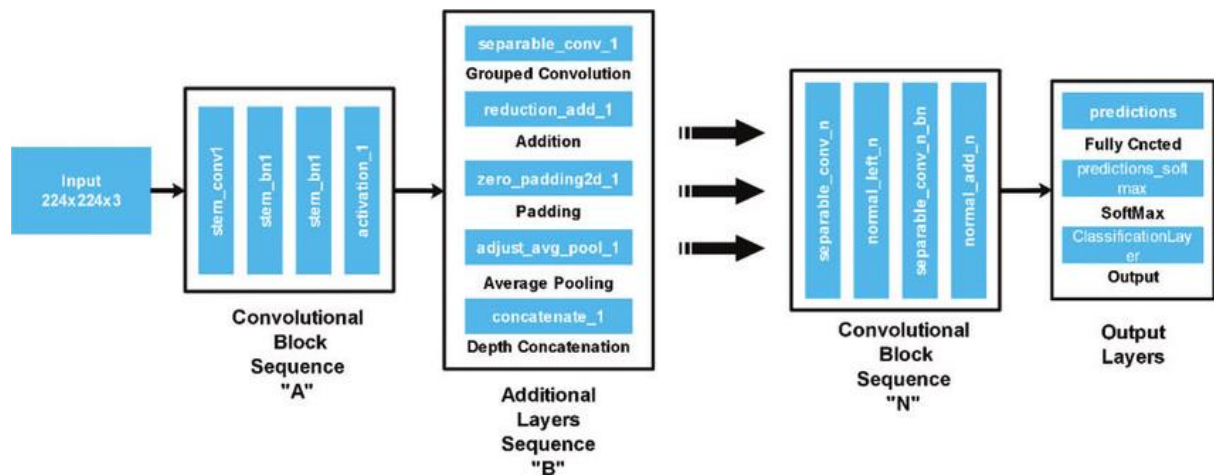 Input
224x224x3
stem_conv1
stem_bn1
stem_bn1
activation_1
Convolutional
Block
Sequence
"A"
separable_conv_1
Grouped Convolution
reduction_add_1
Addition
zero_padding2d_1
Padding
adjust_avg_pool_1
Average Pooling
concatenate_1
Depth Concatenation
Additional
Layers
Sequence
"B"
separable_conv_n
normal_left_n
separable_conv_n_bn
normal_add_n
Convolutional
Block
Sequence
"N"
predictions
Fully Cncted
predictions_soft
max
SoftMax
ClassificationLay
er
Output
Output
Layers